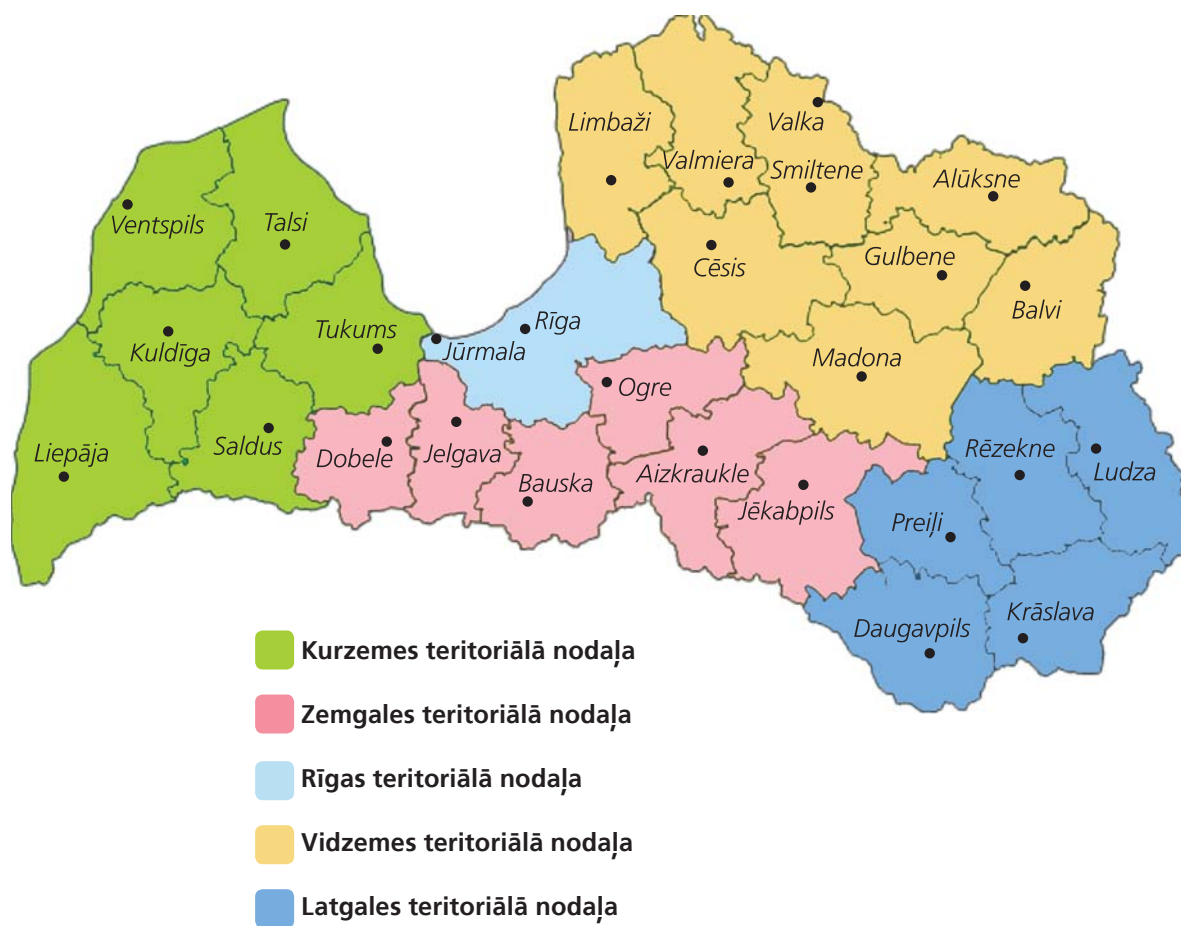 Limbaži
Valka
Valmiera
Smiltene
Alūksne
Ventspils
Talsi
Cēsis
Gulbene
Balvi
Rīga
Tukums
Kuldīga
Jūrmala
Madona
Ogre
Saldus
Rēzekne
Liepāja
Dobele
Jelgava
Ludza
Aizkraukle
Bauska
Jēkabpils
Preiļi
Krāslava
Daugavpils
Kurzemes teritoriālā nodaļa
Zemgales teritoriālā nodaļa
Rīgas teritoriālā nodaļa
Vidzemes teritoriālā nodaļa
Latgales teritoriālā nodaļa